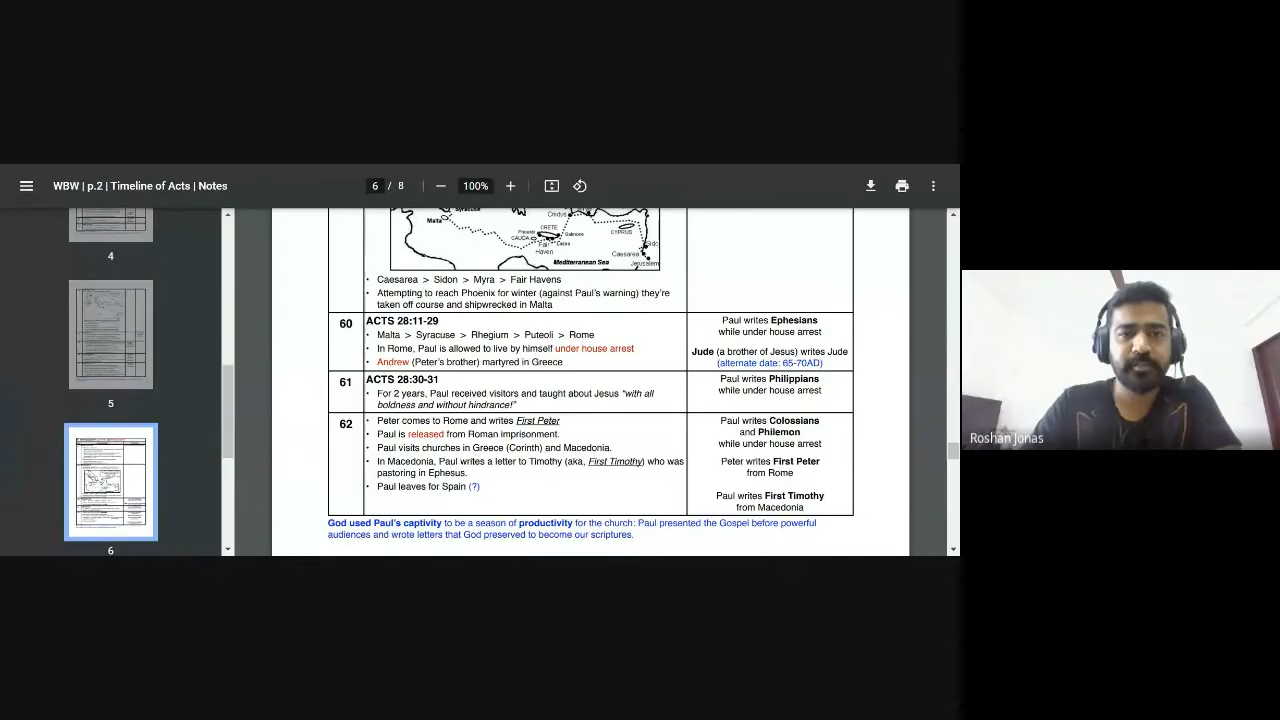 WBW | p.2 | Timeline of Acts | Notes
6 / 8
100%
4
5
6
Syracuse
Malta
Cnidus
Phoenix
CRETE
Salmone
CAUCA
Lasea
Fair
Haven
CYPRUS
Sido
Caesarea
Mediterranean Sea
Jerusalem
• Caesarea > Sidon > Myra > Fair Havens
• Attempting to reach Phoenix for winter (against Paul's warning) they're
taken off course and shipwrecked in Malta
60
ACTS 28:11-29
• Malta > Syracuse > Rhegium > Puteoli > Rome
• In Rome, Paul is allowed to live by himself under house arrest
• Andrew (Peter's brother) martyred in Greece
Paul writes Ephesians
while under house arrest
Jude (a brother of Jesus) writes Jude
(alternate date: 65-70AD)
61
ACTS 28:30-31
• For 2 years, Paul received visitors and taught about Jesus "with all
boldness and without hindrance!"
Paul writes Philippians
while under house arrest
62
• Peter comes to Rome and writes First Peter
• Paul is released from Roman imprisonment.
• Paul visits churches in Greece (Corinth) and Macedonia.
• In Macedonia, Paul writes a letter to Timothy (aka, First Timothy) who was
pastoring in Ephesus.
• Paul leaves for Spain (?)
Paul writes Colossians
and Philemon
while under house arrest
Peter writes First Peter
from Rome
Paul writes First Timothy
from Macedonia
God used Paul's captivity to be a season of productivity for the church: Paul presented the Gospel before powerful
audiences and wrote letters that God preserved to become our scriptures.
Roshan Jonas